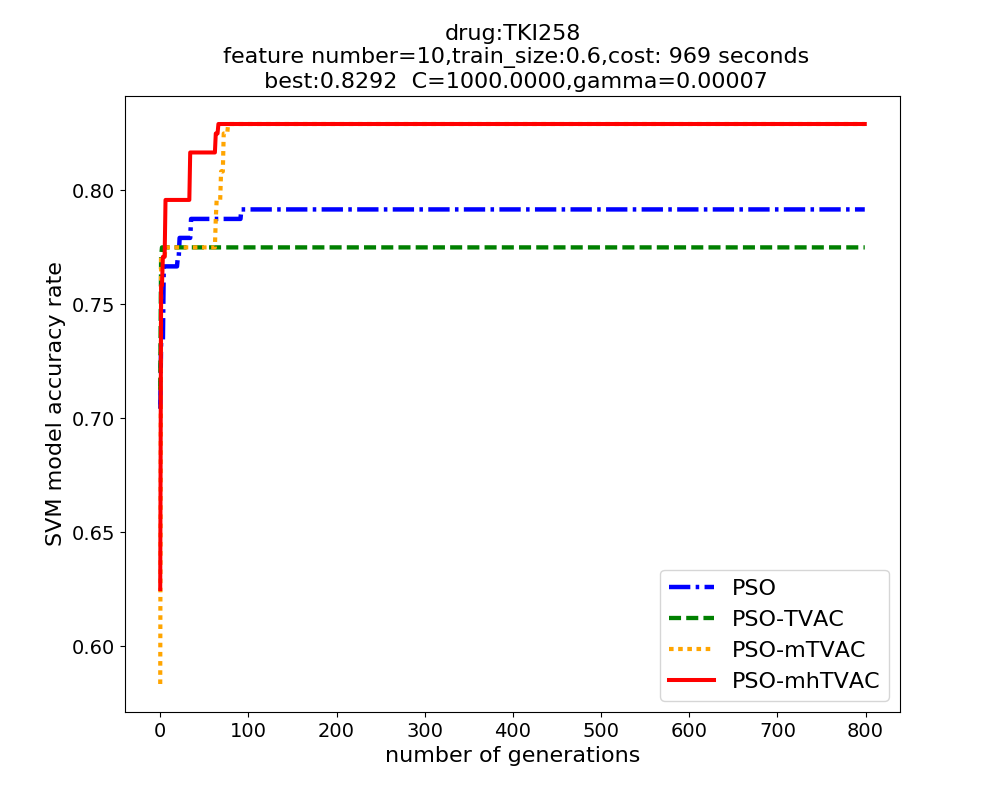 drug:TKI258
feature number=10,train_size:0.6,cost: 969 seconds
best:0.8292  C=1000.0000,gamma=0.00007
SVM model accuracy rate
0.80
0.75
0.70
0.65
0.60
PSO
PSO-TVAC
PSO-mTVAC
PSO-mhTVAC
0 100 200 300 400 500 600 700 800
number of generations